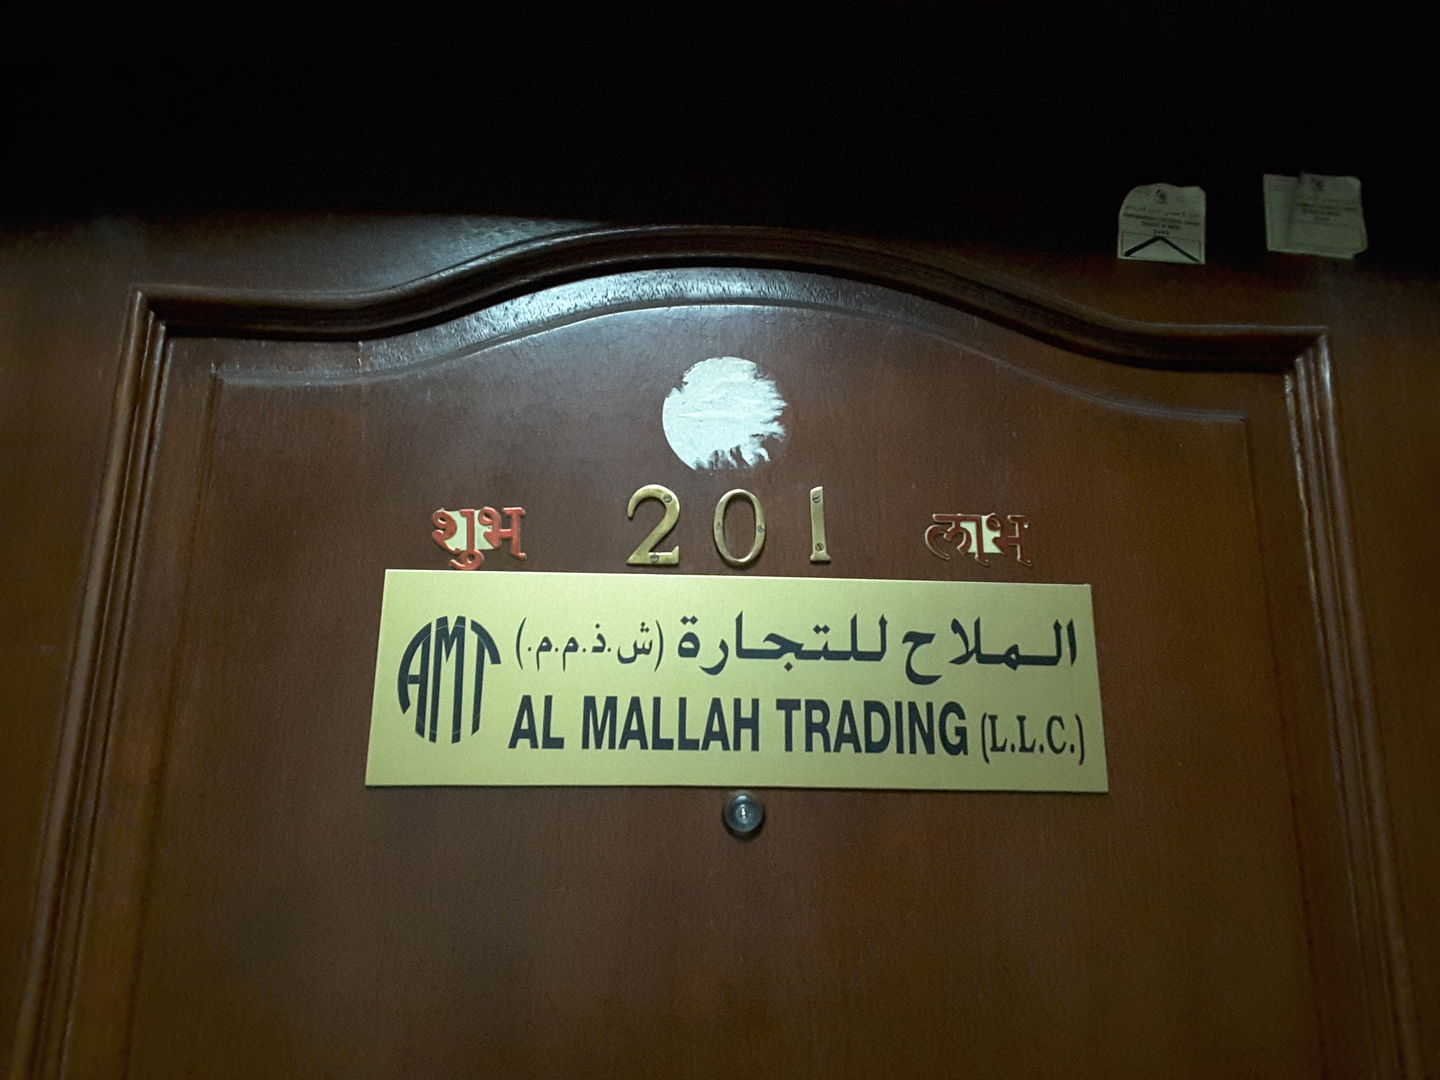 शुभ 201 लाभ
الملاح للتجارة (ش.ذ.م.م.)
AMT
AL MALLAH TRADING (L.L.C.)